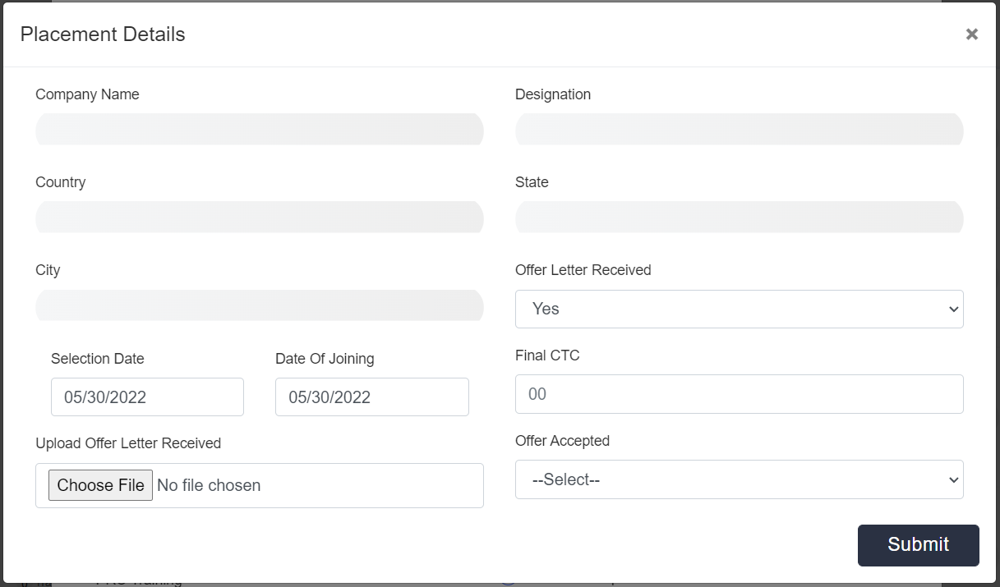 Placement Details
×
Company Name
Designation
Country
State
City
Offer Letter Received
Yes
Selection Date
Date Of Joining
Final CTC
05/30/2022
05/30/2022
00
Upload Offer Letter Received
Offer Accepted
Choose File No file chosen
--Select--
Submit